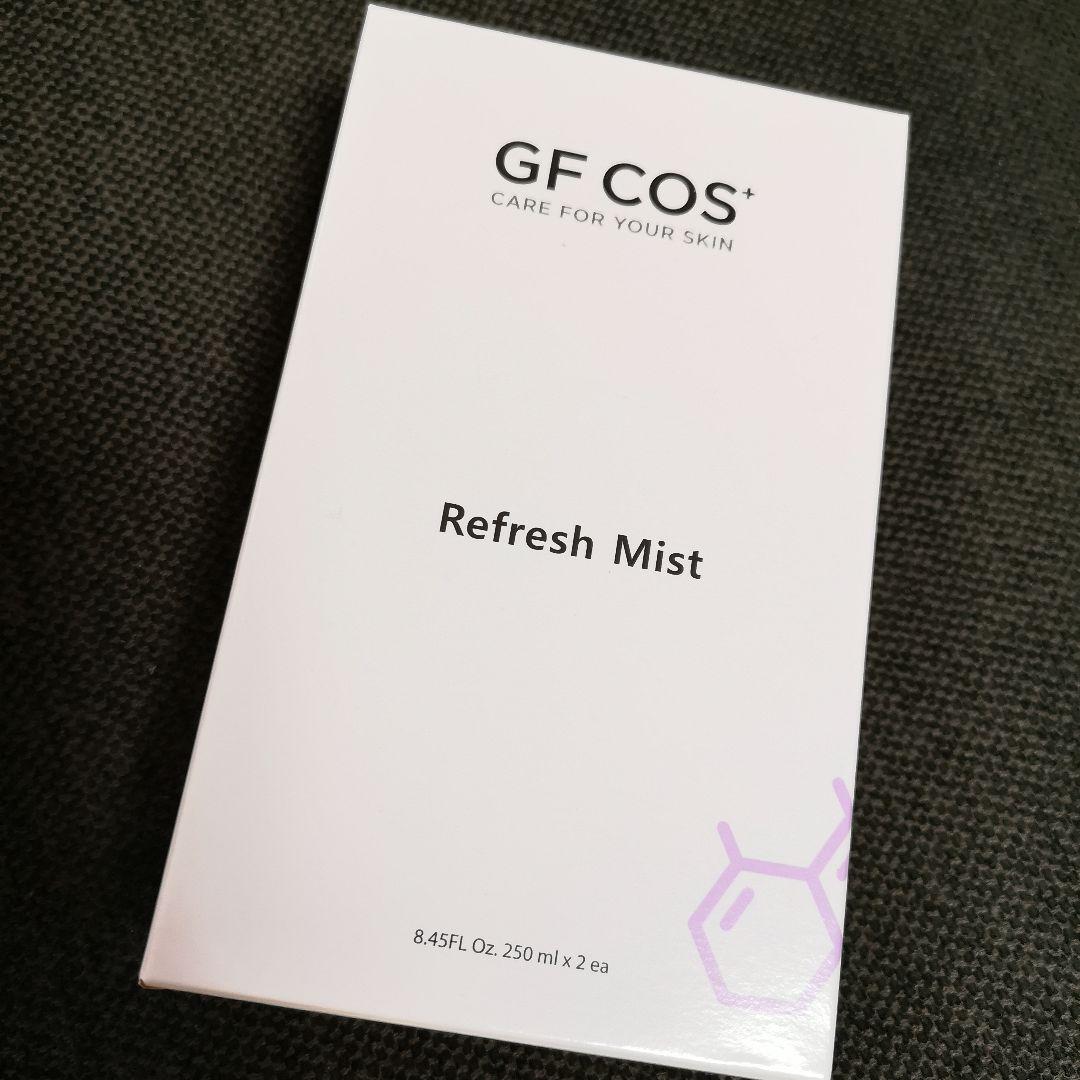 GF COS+
CARE FOR YOUR SKIN
Refresh Mist
8.45FL Oz. 250 ml x 2 ea